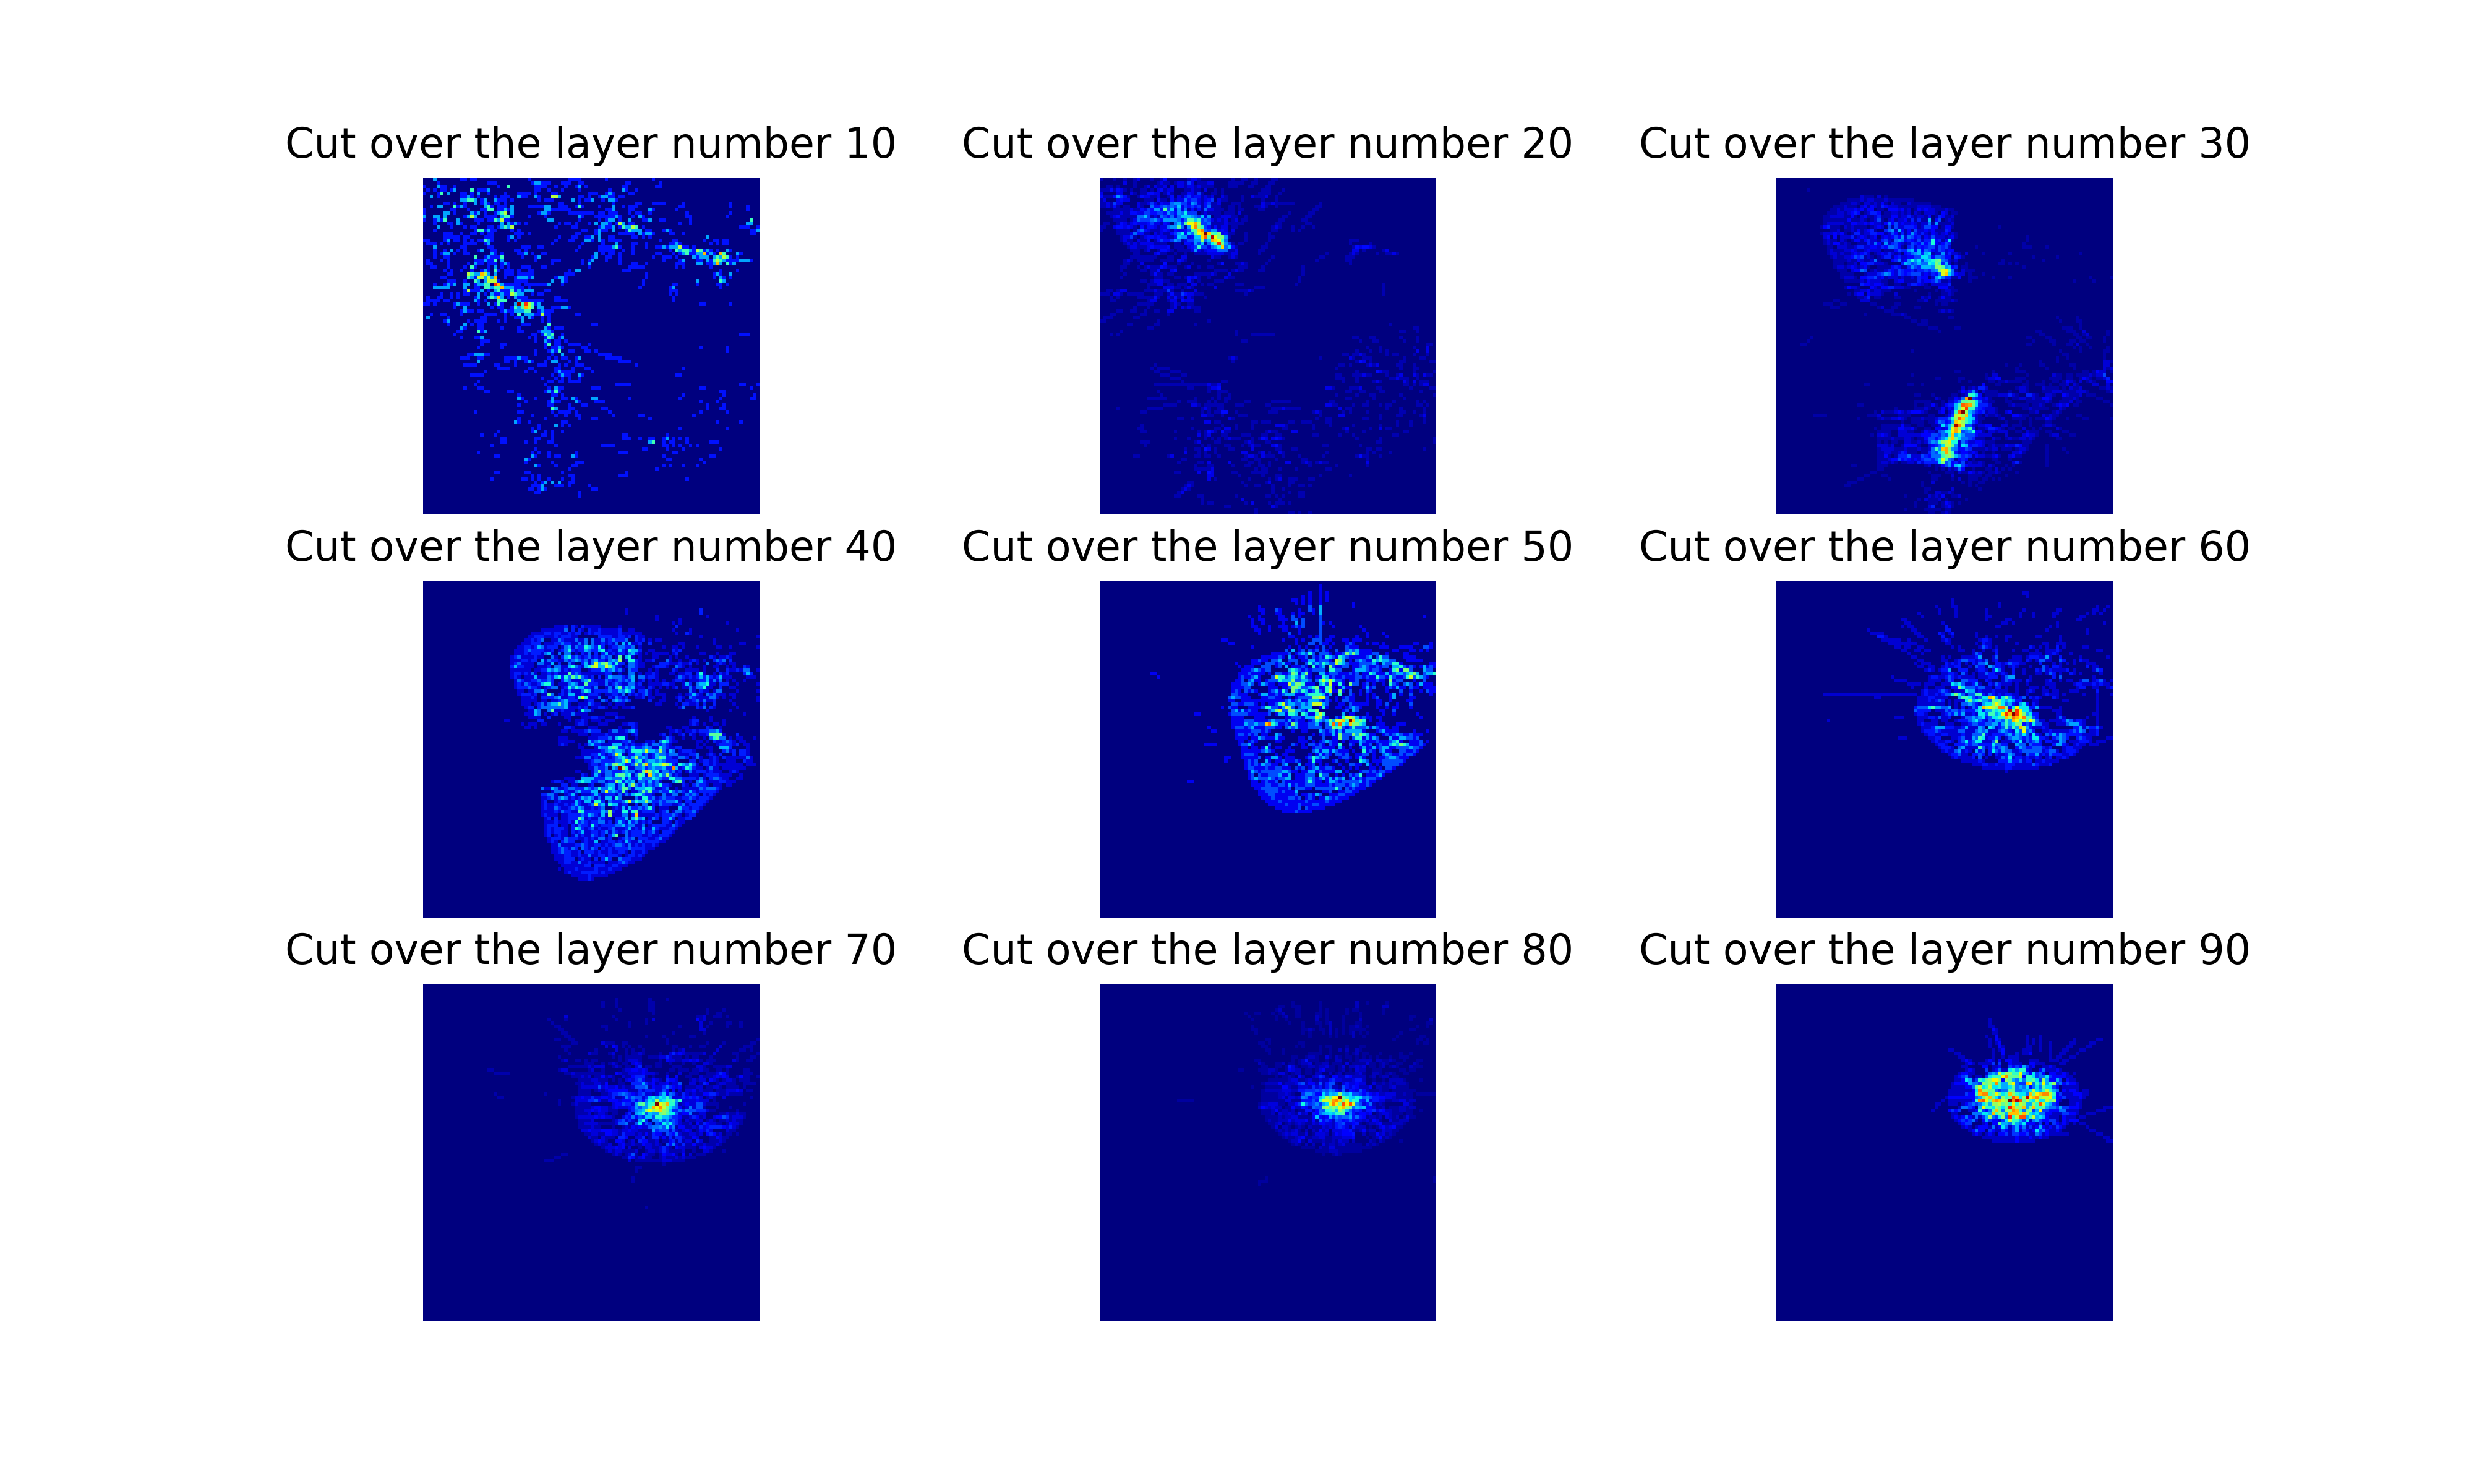 Cut over the layer number 10
Cut over the layer number 20
Cut over the layer number 30
Cut over the layer number 40
Cut over the layer number 50
Cut over the layer number 60
Cut over the layer number 70
Cut over the layer number 80
Cut over the layer number 90